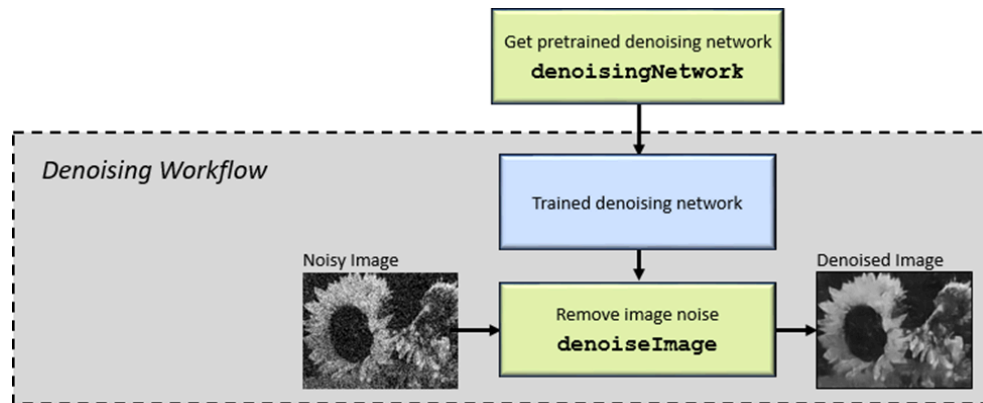 Get pretrained denoising network
denoisingNetwork
Denoising Workflow
Trained denoising network
Noisy Image
Denoised Image
Remove image noise
denoiseImage